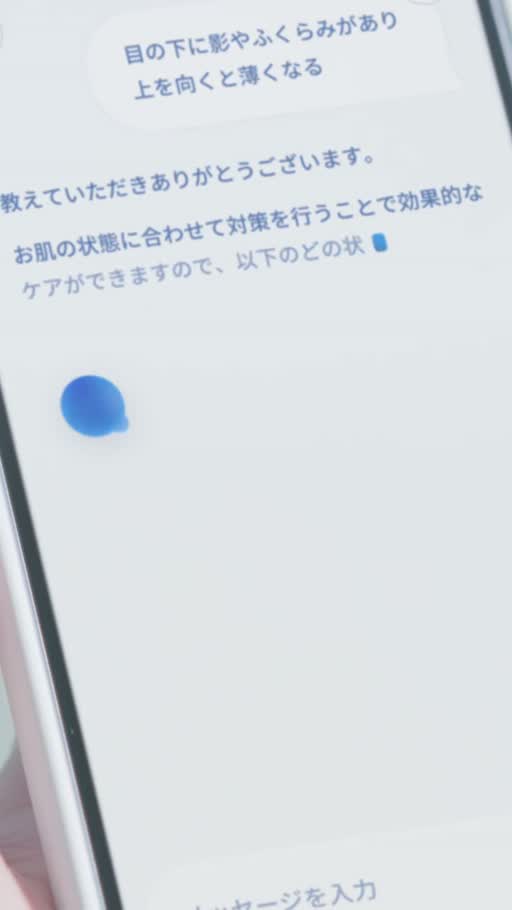 目の下に影やふくらみがあり
上を向くと薄くなる
教えていただきありがとうございます。
お肌の状態に合わせて対策を行うことで効果的な
ケアができますので、以下のどの状
セージを入力